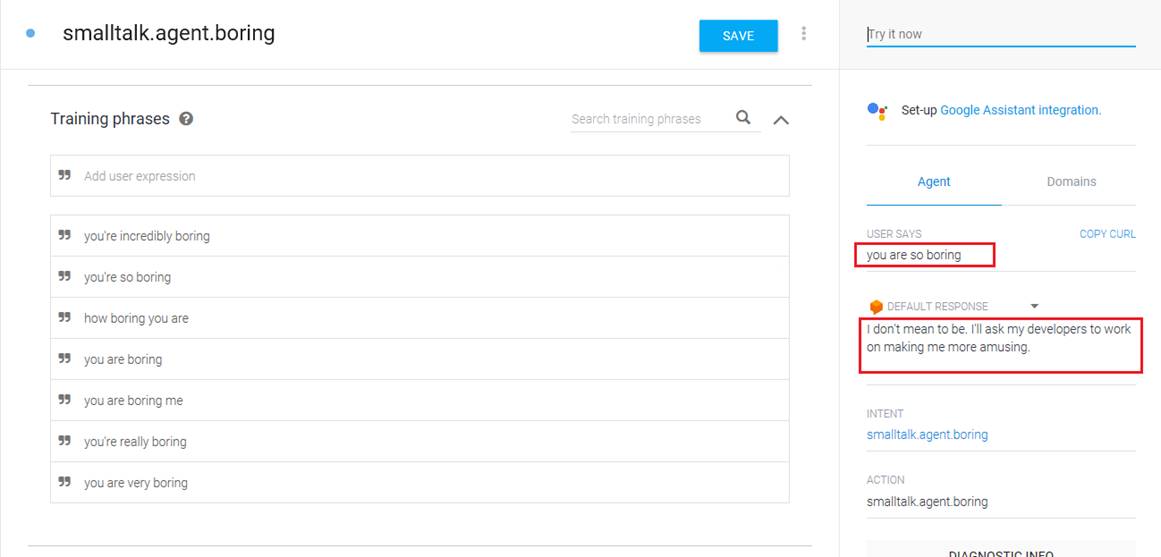 smalltalk.agent.boring
SAVE
Training phrases
Search training phrases
Add user expression
you're incredibly boring
you're so boring
how boring you are
you are boring
you are boring me
you're really boring
you are very boring
Try it now
Set-up Google Assistant integration.
Agent Domains
USER SAYS COPY CURL
you are so boring
DEFAULT RESPONSE
I don't mean to be. I'll ask my developers to work
on making me more amusing.
INTENT
smalltalk.agent.boring
ACTION
smalltalk.agent.boring
DIAGNOSTIC INFO